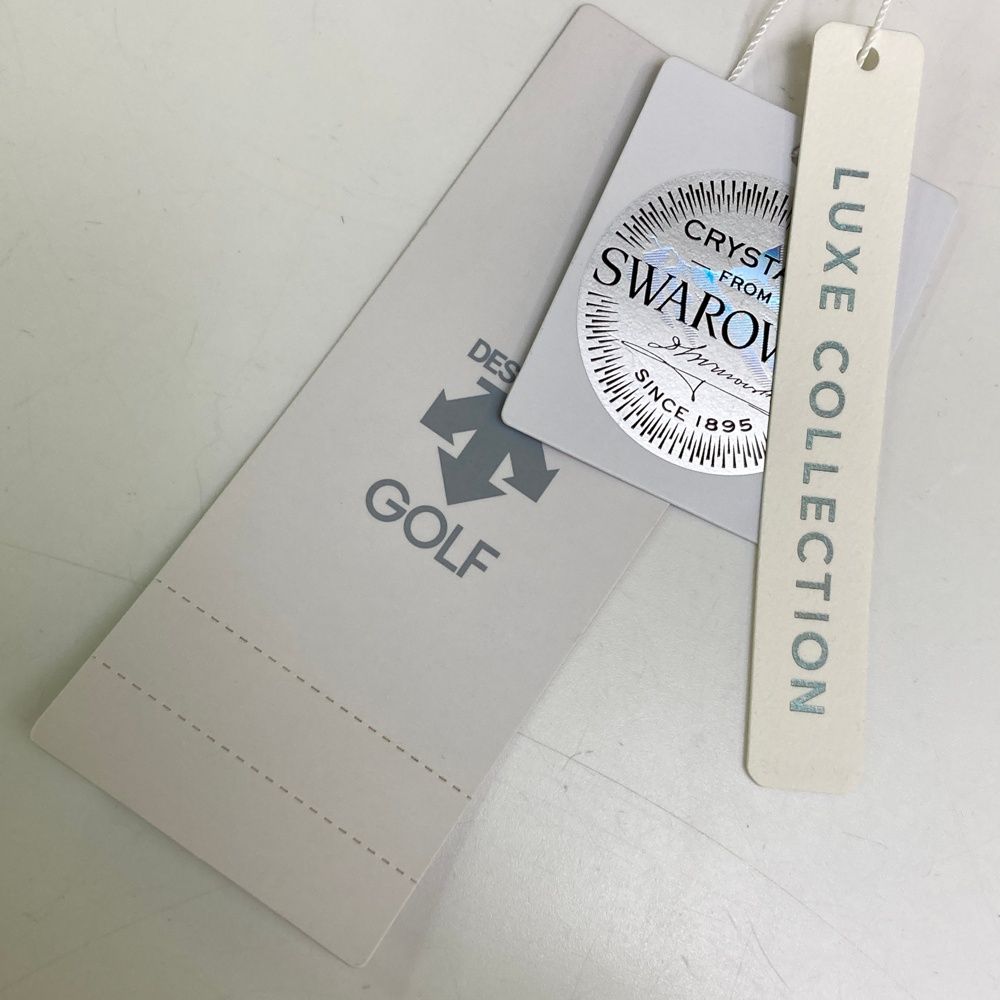 DES
GOLF
CRYSTA
FROM
SWAROV
SINCE 1895
LUXE COLLECTION